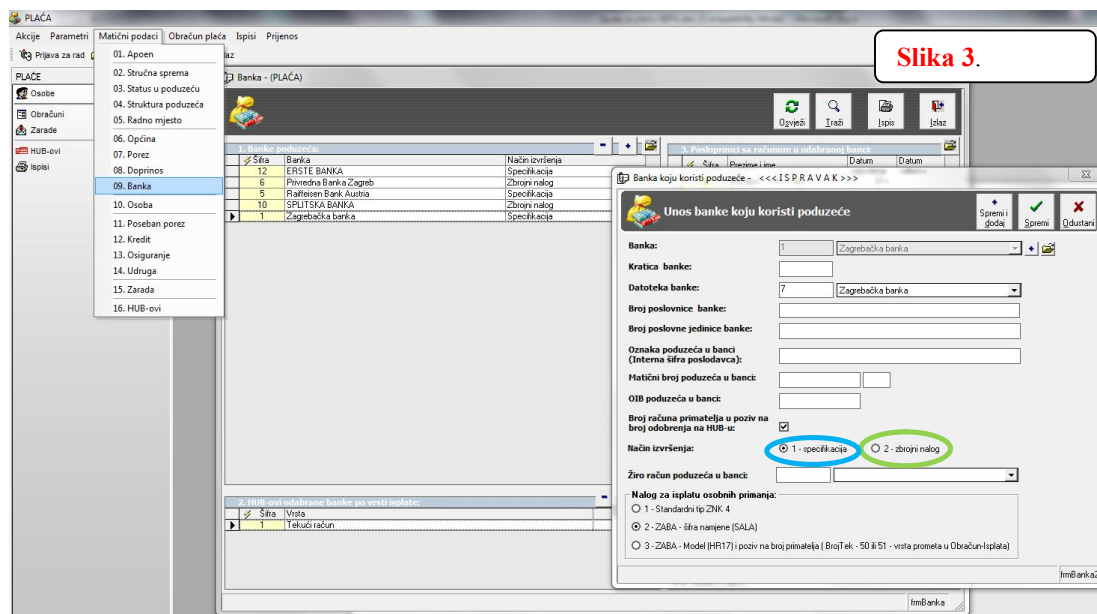 PLAĆA
Akcije Parametri Matični podaci Obračun plaća Ispisi Prijenos
Prijava za rad
az
Slika 3.
PLAĆE
Osobe
Obračuni
Zarade
HUB-ovi
Ispisi
01. Apoen
02. Stručna sprema
03. Status u poduzeću
04. Struktura poduzeća
05. Radno mjesto
06. Općina
07. Porez
08. Doprinos
09. Banka
10. Osoba
11. Poseban porez
12. Kredit
13. Osiguranje
14. Udruga
15. Zarada
16. HUB-ovi
Banka - (PLAĆA)
Osvježi Traži Ispis Izlaz
1. Banke poduzeća:
Šifra Banka Način izvršenja
12 ERSTE BANKA Specifikacija
6 Privredna Banka Zagreb Zbrojni nalog
5 Raiffeisen Bank Austria Specifikacija
10 SPLITSKA BANKA Zbrojni nalog
1 Zagrebačka banka Specifikacija
3. Posloprimci sa računom u odabranoj banci:
Šifra Prezime i ime Datum Datum
2. HUB-ovi odabrane banke po vrsti isplate:
Šifra Vrsta
1 Tekući račun
frmBanka
Banka koju koristi poduzeće - <<< I S P R A V A K >>>
Unos banke koju koristi poduzeće
Spremi i dodaj Spremi Odustani
Banka: 1 Zagrebačka banka
Kratica banke:
Datoteka banke: 7 Zagrebačka banka
Broj poslovnice banke:
Broj poslovne jedinice banke:
Oznaka poduzeća u banci
(Interna šifra poslodavca):
Matični broj poduzeća u banci:
OIB poduzeća u banci:
Broj računa primatelja u poziv na
broj odobrenja na HUB-u:
Način izvršenja: 1 - specifikacija 2 - zbrojni nalog
Žiro račun poduzeća u banci:
Nalog za isplatu osobnih primanja:
1 - Standardni tip ZNK 4
2 - ZABA - šifra namjene (SALA)
3 - ZABA - Model (HR17) i poziv na broj primatelja ( BrojTek - 50 ili 51 - vrsta prometa u Obračun-Isplata)
frmBanka2